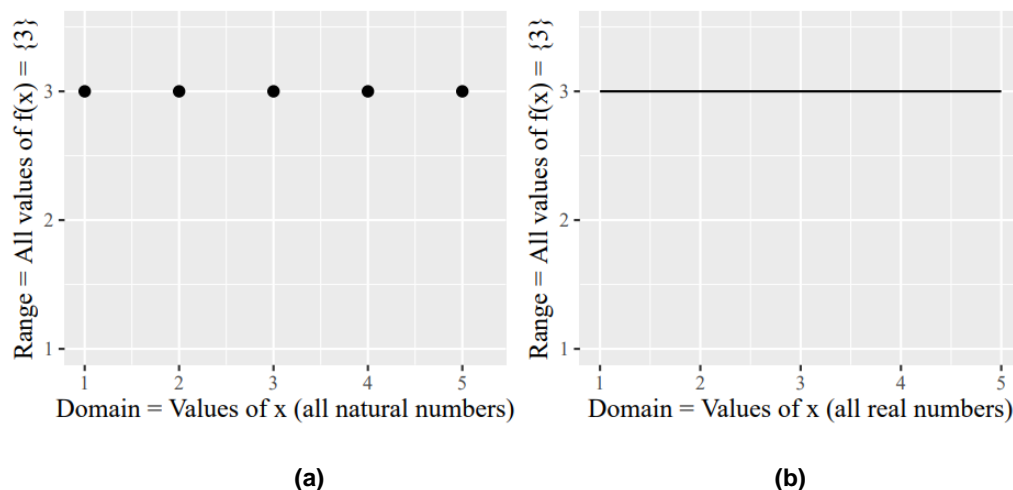 Range = All values of f(x) = {3}
3
2
1
1 2 3 4 5
Domain = Values of x (all natural numbers)
(a)
Range = All values of f(x) = {3}
3
2
1
1 2 3 4 5
Domain = Values of x (all real numbers)
(b)